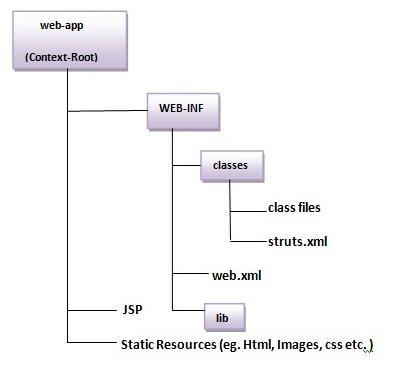 web-app
(Context-Root)
WEB-INF
classes
class files
struts.xml
web.xml
lib
JSP
Static Resources (eg. Html, Images, css etc. )